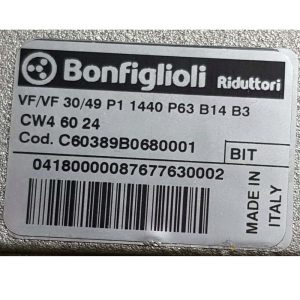 Bonfiglioli Riduttori
VF/VF 30/49 P1 1440 P63 B14 B3
CW4 60 24
Cod. C60389B0680001
BIT
04180000087677630002
MADE IN
ITALY